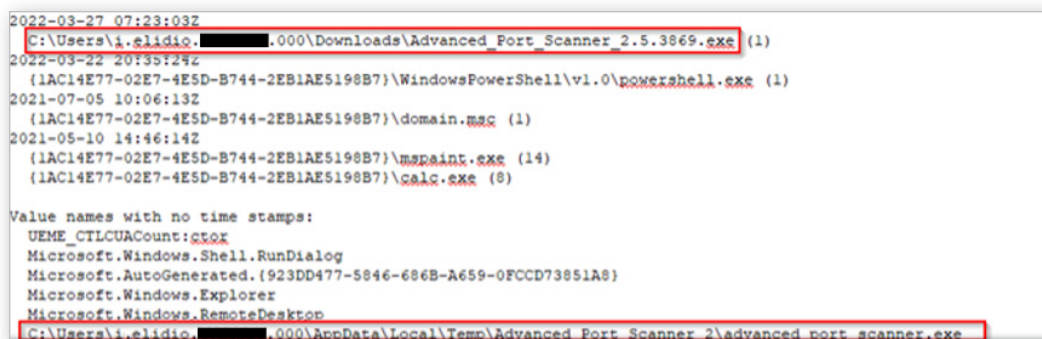 2022-03-27 07:23:03Z
C:\Users\i.elidio.         .000\Downloads\Advanced_Port_Scanner_2.5.3869.exe (1)
2022-03-22 20:35:24Z
{1AC14E77-02E7-4E5D-B744-2EB1AE5198B7}\WindowsPowerShell\v1.0\powershell.exe (1)
2021-07-05 10:06:13Z
{1AC14E77-02E7-4E5D-B744-2EB1AE5198B7}\domain.msc (1)
2021-05-10 14:46:14Z
{1AC14E77-02E7-4E5D-B744-2EB1AE5198B7}\mspaint.exe (14)
{1AC14E77-02E7-4E5D-B744-2EB1AE5198B7}\calc.exe (8)
Value names with no time stamps:
UEME_CTLCUACount:ctor
Microsoft.Windows.Shell.RunDialog
Microsoft.AutoGenerated.{923DD477-5846-686B-A659-0FCCD73851A8}
Microsoft.Windows.Explorer
Microsoft.Windows.RemoteDesktop
C:\Users\i.elidio.         .000\AppData\Local\Temp\Advanced Port Scanner 2\advanced_port_scanner.exe